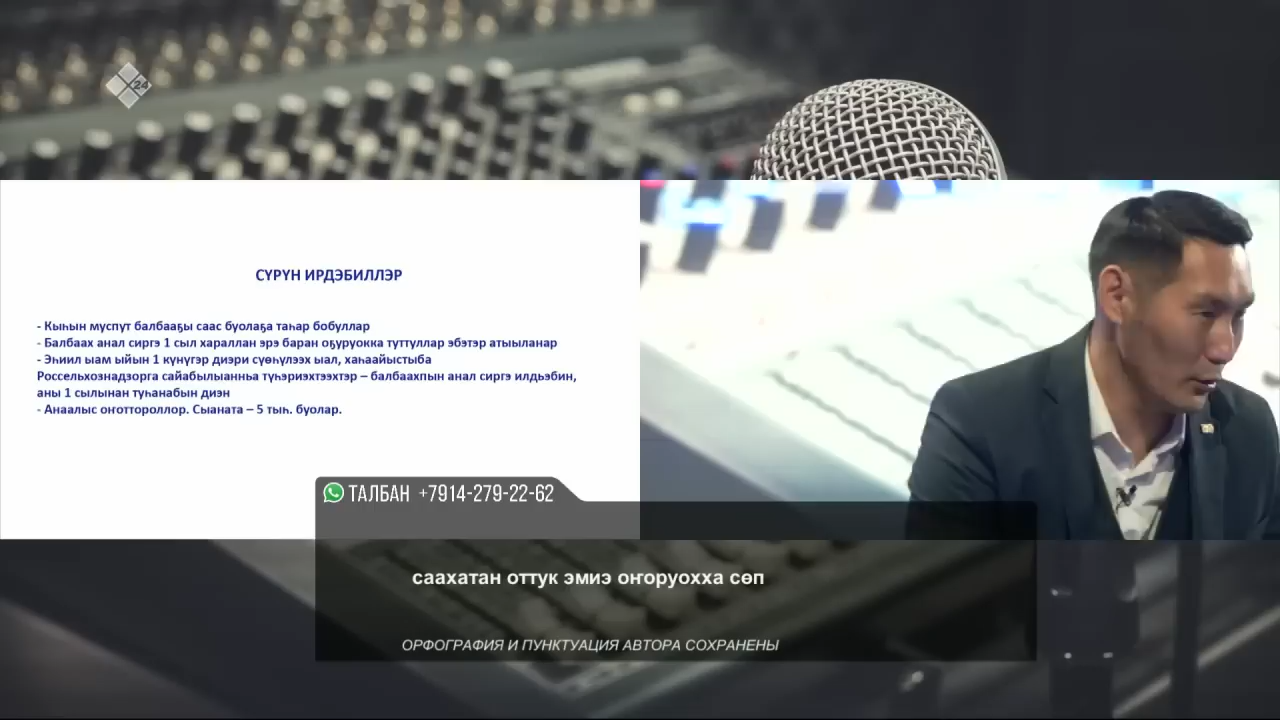 24
СҮРҮН ИРДЭБИЛЛЭР
- Кыһын муспут балбааҕы саас буолаҕа таһар бобуллар
- Балбаах анал сиргэ 1 сыл хараллан эрэ баран оҕуруокка туттуллар эбэтэр атыыланар
- Эһиил ыам ыйын 1 күнүгэр диэри сүөһүлээх ыал, хаһаайыстыба
Россельхознадзорга сайабылыанньа түһэриэхтээхтэр – балбаахпын анал сиргэ илдьэбин,
аны 1 сылынан туһанабын диэн
- Анаалыс оҥоттороллор. Сыаната – 5 тыһ. буолар.
ТАЛБАН +7914-279-22-62
саахатан оттук эмиэ оҥоруохха сөп
ОРФОГРАФИЯ И ПУНКТУАЦИЯ АВТОРА СОХРАНЕНЫ